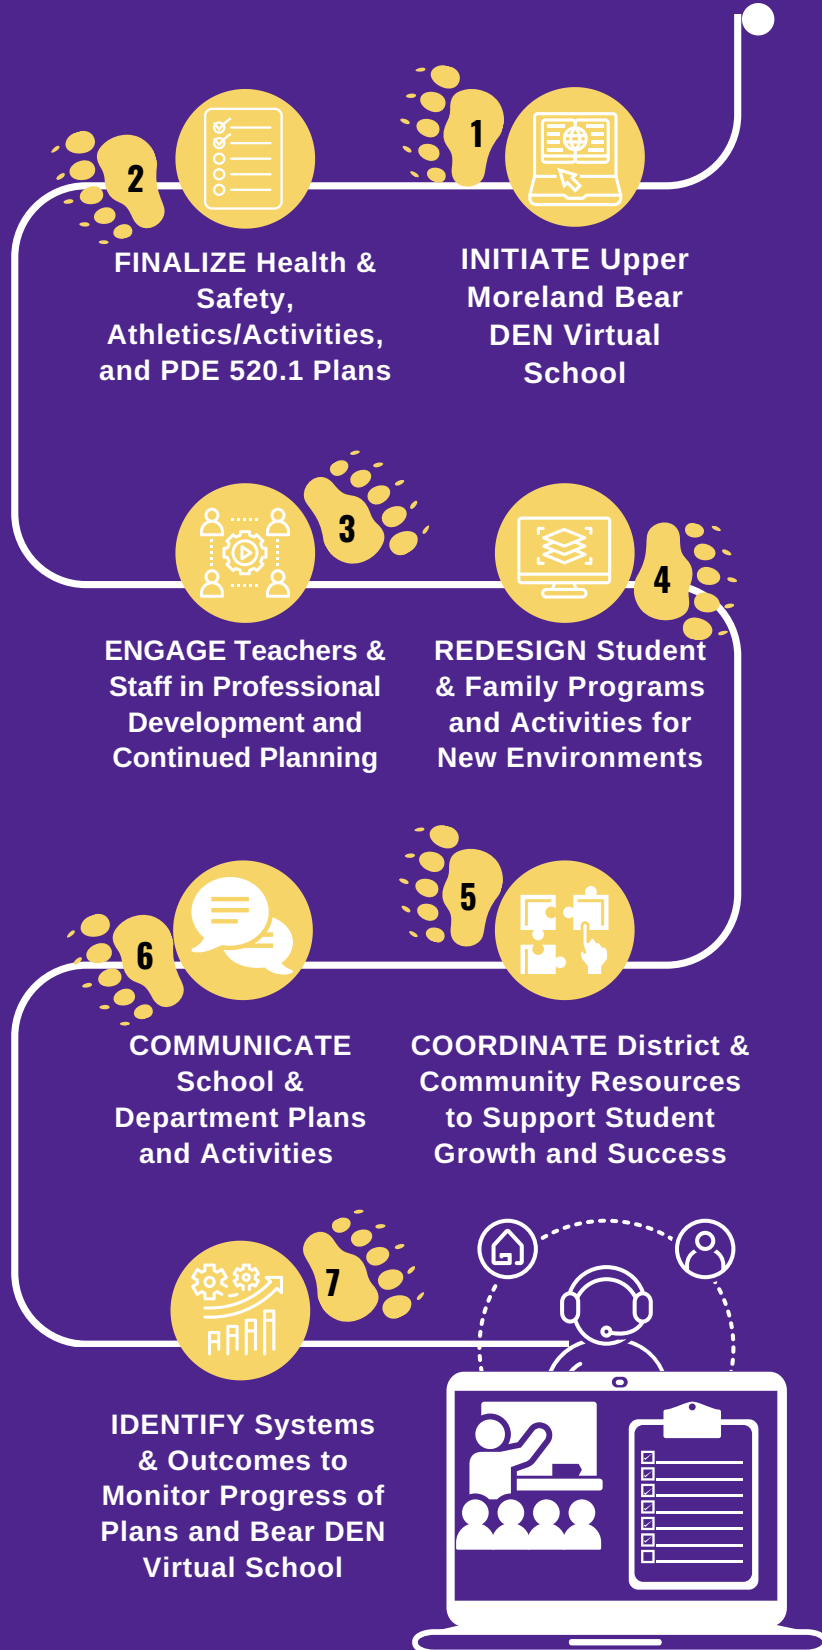 1
INITIATE Upper
Moreland Bear
DEN Virtual
School
2
FINALIZE Health &
Safety,
Athletics/Activities,
and PDE 520.1 Plans
3
ENGAGE Teachers &
Staff in Professional
Development and
Continued Planning
4
REDESIGN Student
& Family Programs
and Activities for
New Environments
5
COORDINATE District &
Community Resources
to Support Student
Growth and Success
6
COMMUNICATE
School &
Department Plans
and Activities
7
IDENTIFY Systems
& Outcomes to
Monitor Progress of
Plans and Bear DEN
Virtual School